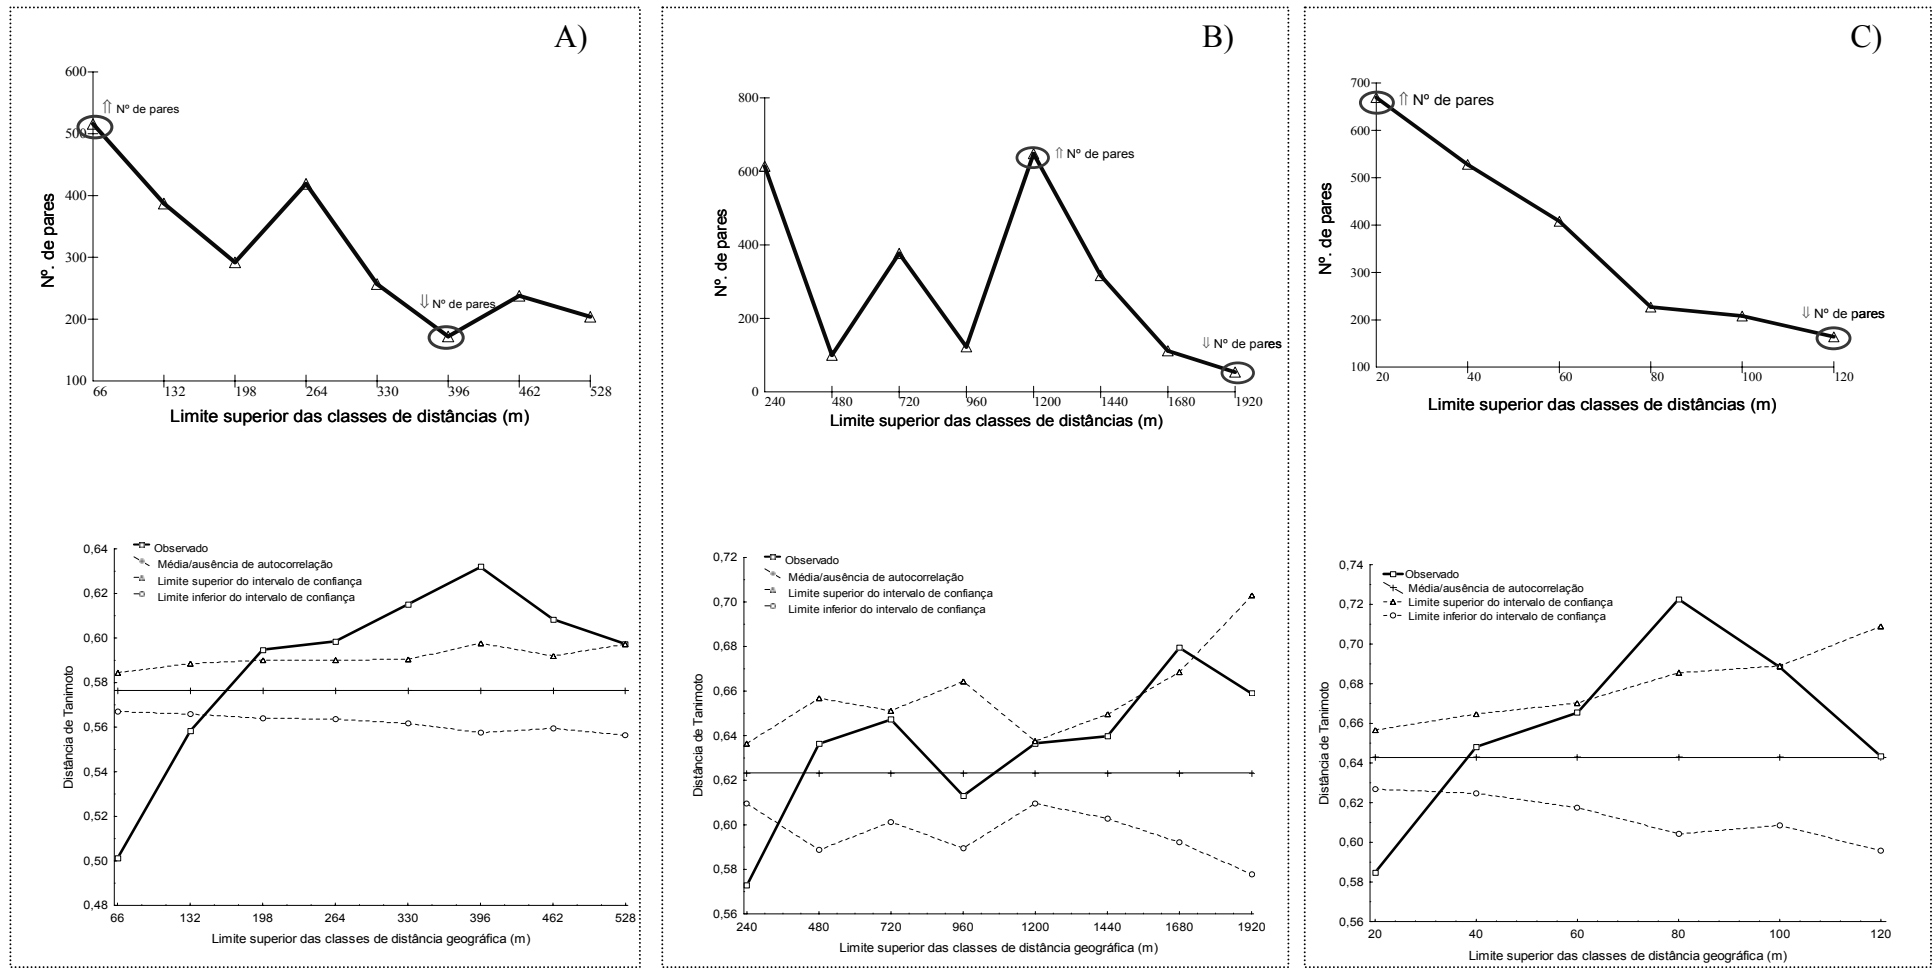 A)
600
500
400
300
200
100
⇑ Nº de pares
⇓ Nº de pares
Nº. de pares
66 132 198 264 330 396 462 528
Limite superior das classes de distâncias (m)
0,64
0,62
0,60
0,58
0,56
0,54
0,52
0,50
0,48
Observado
Média/ausência de autocorrelação
Limite superior do intervalo de confiança
Limite inferior do intervalo de confiança
Distância de Tanimoto
66 132 198 264 330 396 462 528
Limite superior das classes de distância geográfica (m)
B)
800
600
400
200
0
⇑ Nº de pares
⇓ Nº de pares
Nº. de pares
240 480 720 960 1200 1440 1680 1920
Limite superior das classes de distâncias (m)
0,72
0,70
0,68
0,66
0,64
0,62
0,60
0,58
0,56
Observado
Média/ausência de autocorrelação
Limite superior do intervalo de confiança
Limite inferior do intervalo de confiança
Distância de Tanimoto
240 480 720 960 1200 1440 1680 1920
Limite superior das classes de distância geográfica (m)
C)
700
600
500
400
300
200
100
⇑ Nº de pares
⇓ Nº de pares
Nº. de pares
20 40 60 80 100 120
Limite superior das classes de distâncias (m)
0,74
0,72
0,70
0,68
0,66
0,64
0,62
0,60
0,58
0,56
Observado
Média/ausência de autocorrelação
Limite superior do intervalo de confiança
Limite inferior do intervalo de confiança
Distância de Tanimoto
20 40 60 80 100 120
Limite superior das classes de distância geográfica (m)